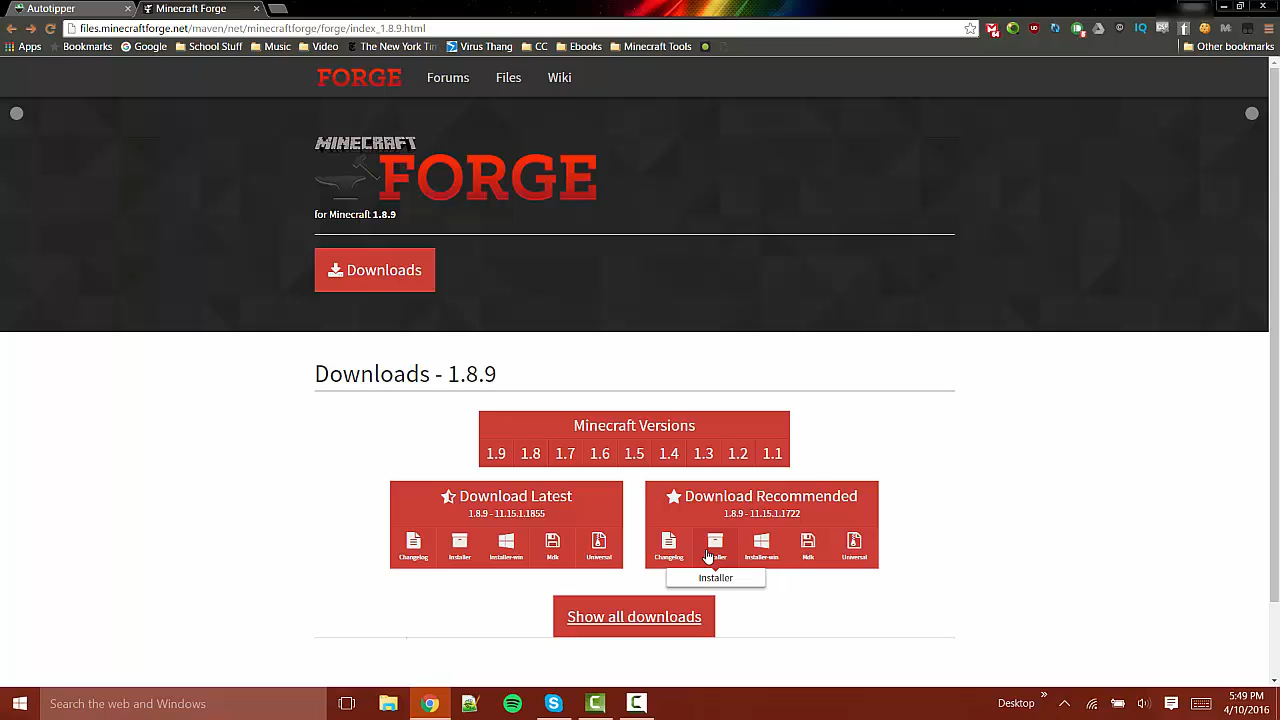 Autotipper
Minecraft Forge
files.minecraftforge.net/maven/net/minecraftforge/forge/index_1.8.9.html
Apps Bookmarks Google School Stuff Music Video The New York Tim Virus Thang CC Ebooks Minecraft Tools Other bookmarks
FORGE Forums Files Wiki
MINECRAFT
FORGE
for Minecraft 1.8.9
Downloads
Downloads - 1.8.9
Minecraft Versions
1.9 1.8 1.7 1.6 1.5 1.4 1.3 1.2 1.1
Download Latest
1.8.9 - 11.15.1.1855
Changelog Installer Installer-win Mdk Universal
Download Recommended
1.8.9 - 11.15.1.1722
Changelog Installer-win Mdk Universal
Installer
Show all downloads
Search the web and Windows
Desktop
5:49 PM
4/10/2016